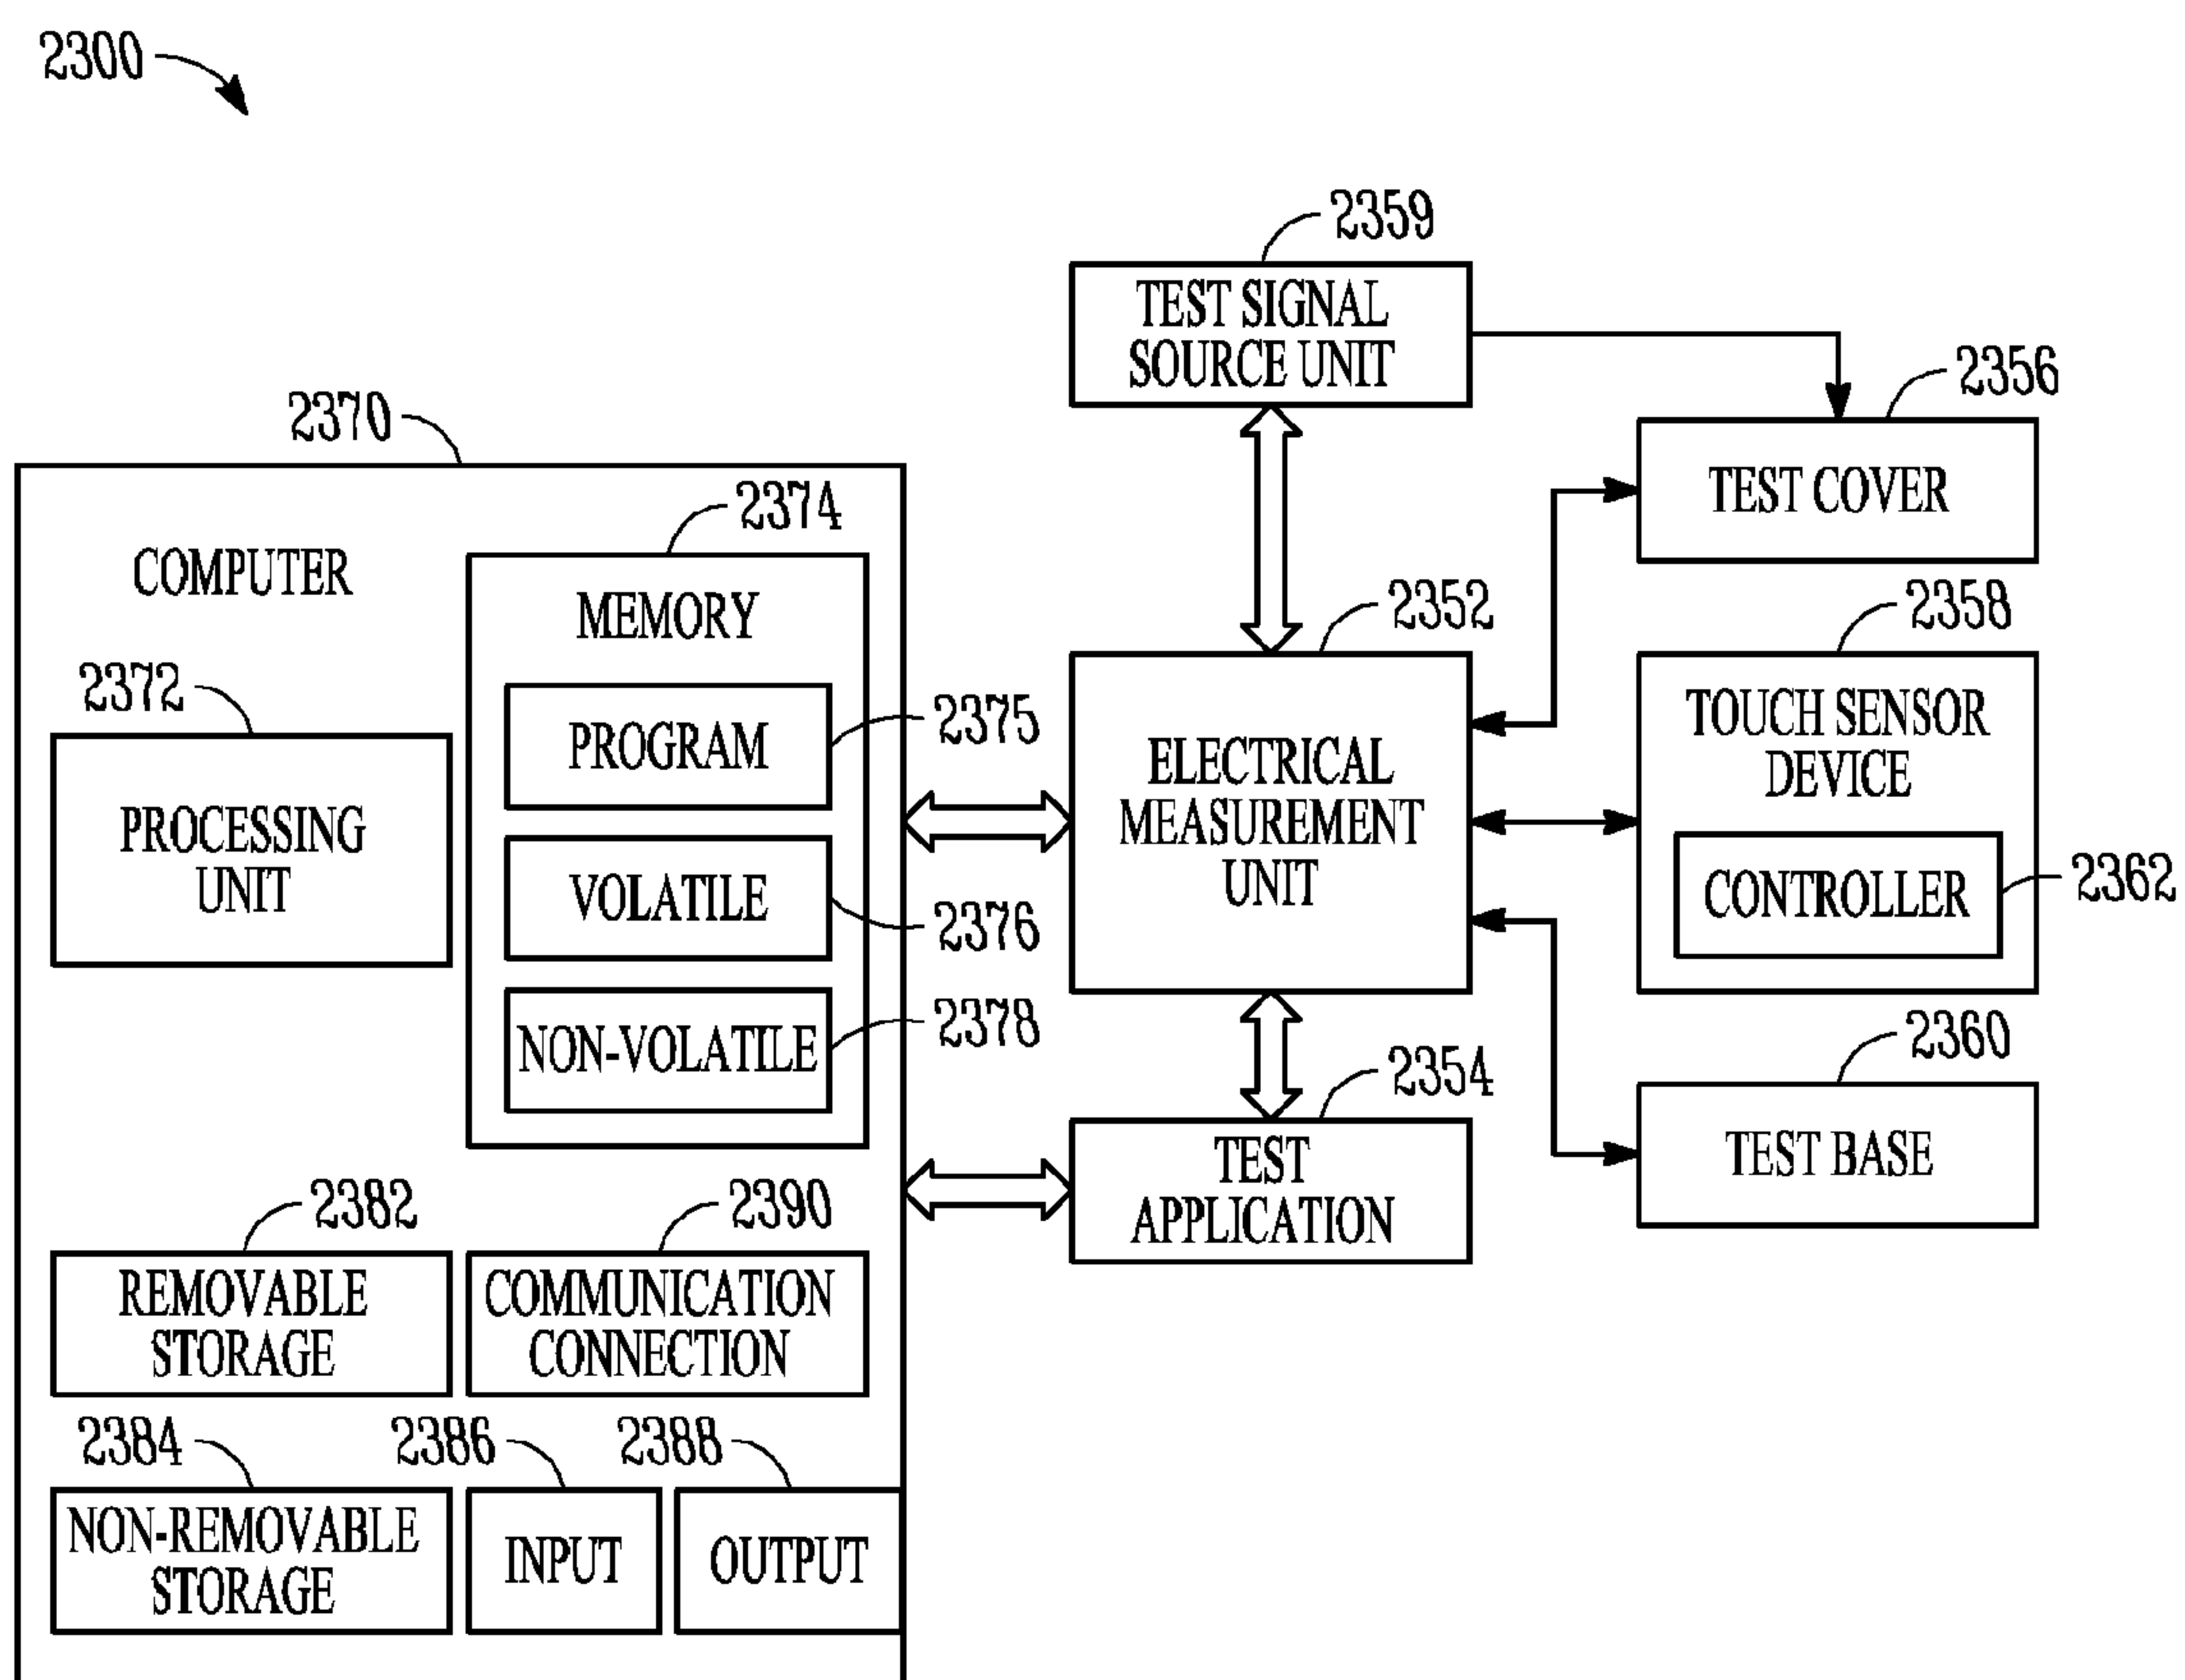 2300
2359
TEST SIGNAL
SOURCE UNIT
2356
TEST COVER
2370
COMPUTER
2374
MEMORY
2372
PROCESSING
UNIT
PROGRAM
2375
VOLATILE
2376
NON-VOLATILE
2378
2352
ELECTRICAL
MEASUREMENT
UNIT
2358
TOUCH SENSOR
DEVICE
CONTROLLER
2362
2360
TEST BASE
2354
TEST
APPLICATION
2382
REMOVABLE
STORAGE
2390
COMMUNICATION
CONNECTION
2384
NON-REMOVABLE
STORAGE
2386
INPUT
2388
OUTPUT